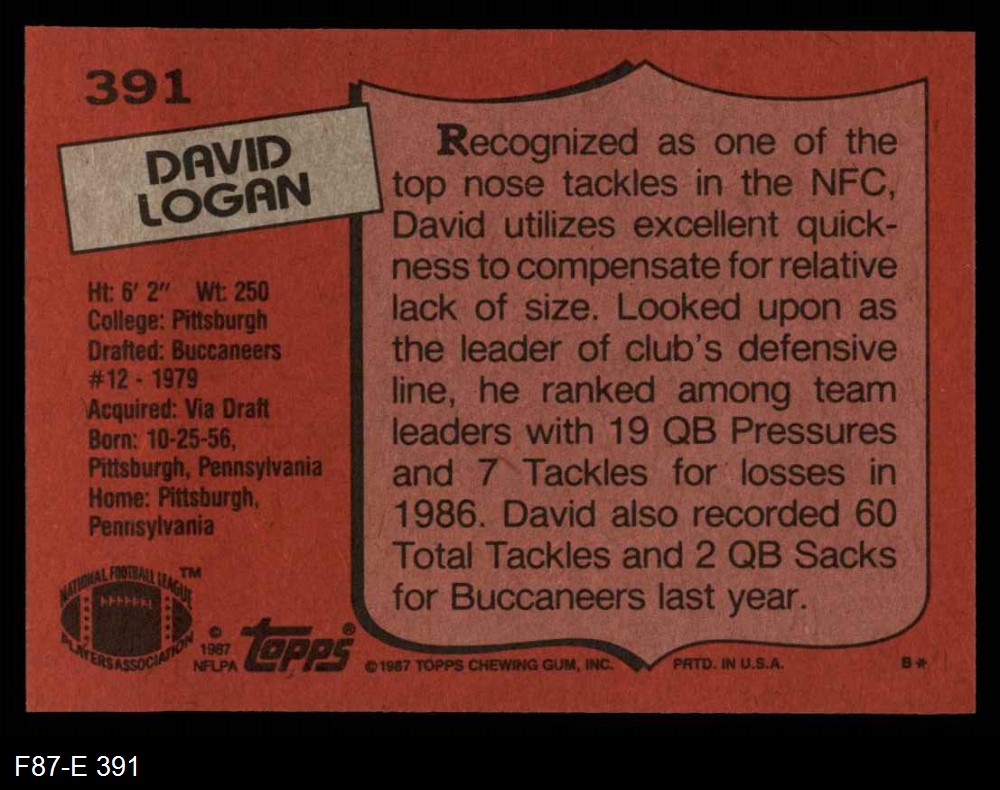 391
DAVID
LOGAN
Ht: 6' 2" Wt: 250
College: Pittsburgh
Drafted: Buccaneers
#12 - 1979
Acquired: Via Draft
Born: 10-25-56,
Pittsburgh, Pennsylvania
Home: Pittsburgh,
Pennsylvania
NATIONAL FOOTBALL LEAGUE
PLAYERS ASSOCIATION
TM
© 1987
NFLPA
topps®
Recognized as one of the
top nose tackles in the NFC,
David utilizes excellent quick-
ness to compensate for relative
lack of size. Looked upon as
the leader of club's defensive
line, he ranked among team
leaders with 19 QB Pressures
and 7 Tackles for losses in
1986. David also recorded 60
Total Tackles and 2 QB Sacks
for Buccaneers last year.
©1987 TOPPS CHEWING GUM, INC. PRTD. IN U.S.A. B*
F87-E 391